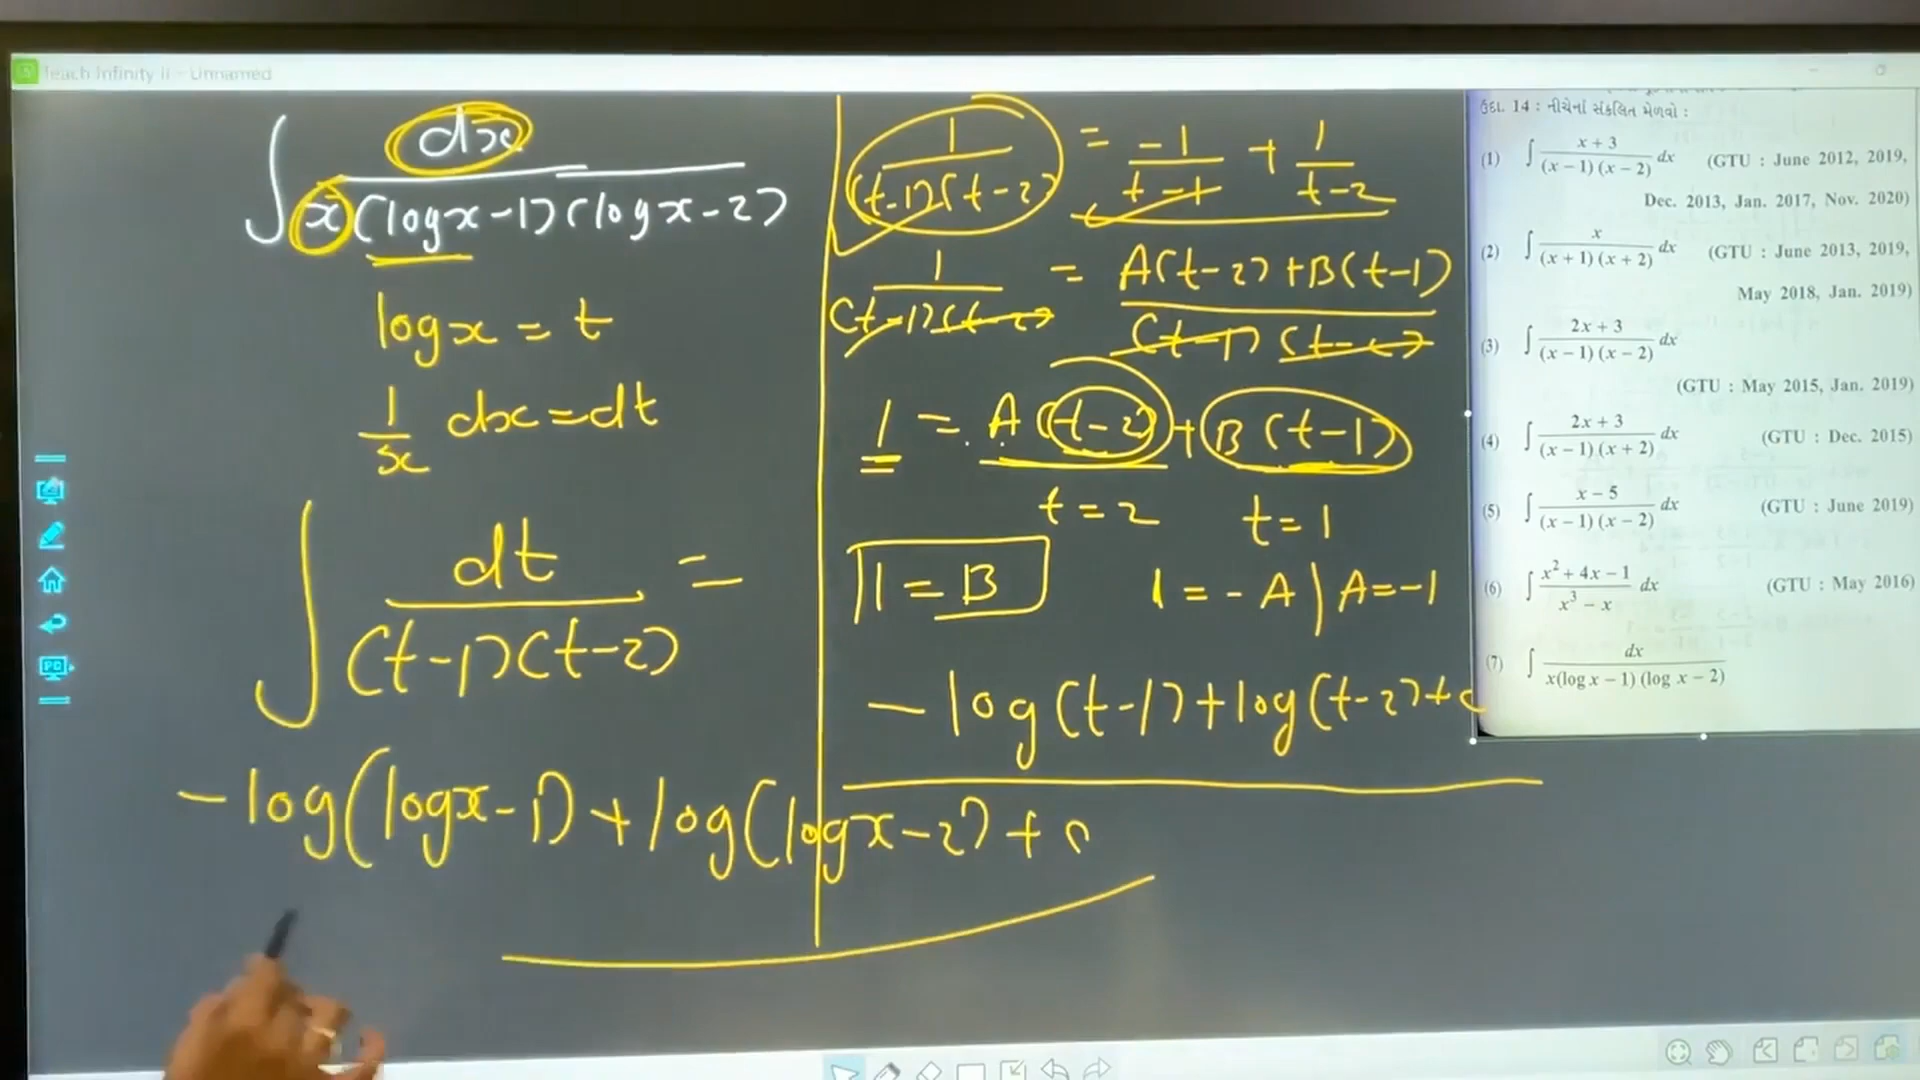 Teach Infinity II - Unnamed
∫ dx / x(logx-1)(logx-2)
logx = t
1/x dx = dt
∫ dt / (t-1)(t-2) =
-log(logx-1)+log(logx-2)+c
1/(t-1)(t-2) = -1/t-1 + 1/t-2
1/(t-1)(t-2) = A(t-2)+B(t-1) / (t-1)(t-2)
1 = A(t-2)+B(t-1)
t=2 t=1
1=B 1=-A | A=-1
-log(t-1)+log(t-2)+c
ઉદા. 14 : નીચેનાં સંકલિત મેળવો :
(1) ∫ x + 3 / (x − 1) (x − 2) dx (GTU : June 2012, 2019,
Dec. 2013, Jan. 2017, Nov. 2020)
(2) ∫ x / (x + 1) (x + 2) dx (GTU : June 2013, 2019,
May 2018, Jan. 2019)
(3) ∫ 2x + 3 / (x − 1) (x − 2) dx
(GTU : May 2015, Jan. 2019)
(4) ∫ 2x + 3 / (x − 1) (x + 2) dx (GTU : Dec. 2015)
(5) ∫ x − 5 / (x − 1) (x − 2) dx (GTU : June 2019)
(6) ∫ x² + 4x − 1 / x³ − x dx (GTU : May 2016)
(7) ∫ dx / x(log x − 1) (log x − 2)